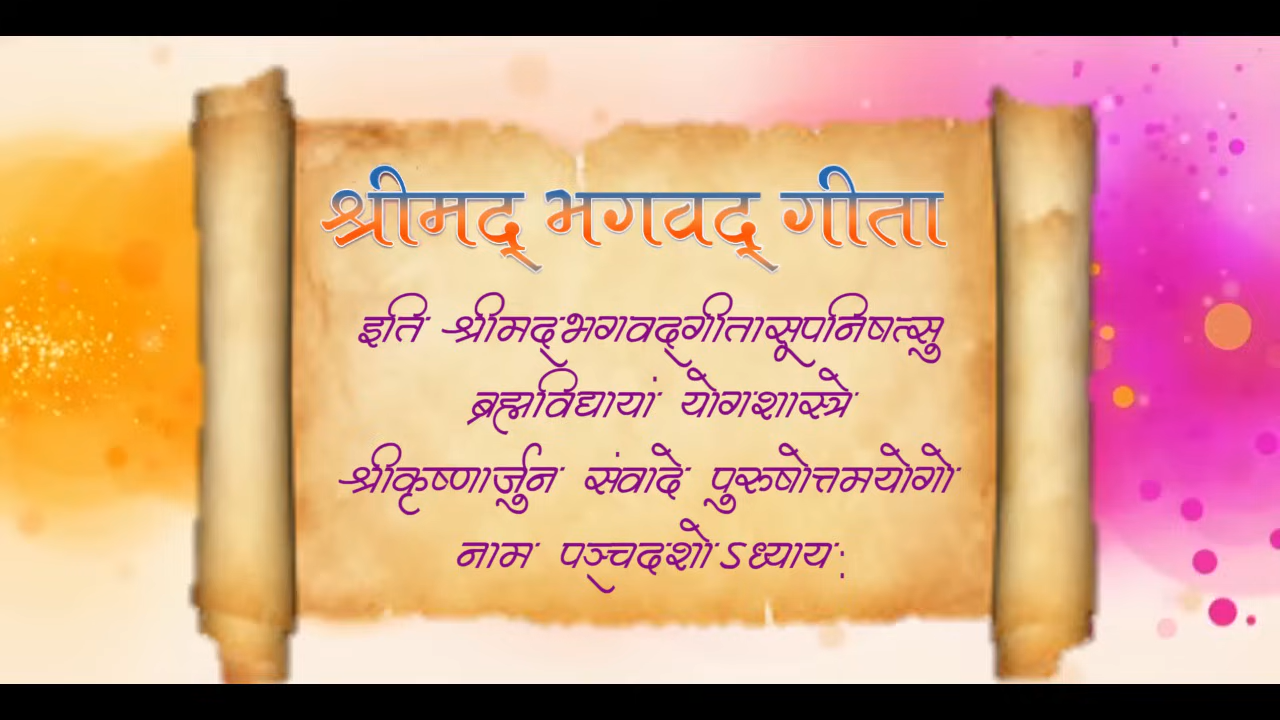 श्रीमद् भगवद् गीता
इति श्रीमद्भगवद्गीतासूपनिषत्सु
ब्रह्मविद्यायां योगशास्त्रे
श्रीकृष्णार्जुन संवादे पुरुषोत्तमयोगो
नाम पञ्चदशोऽध्याय: